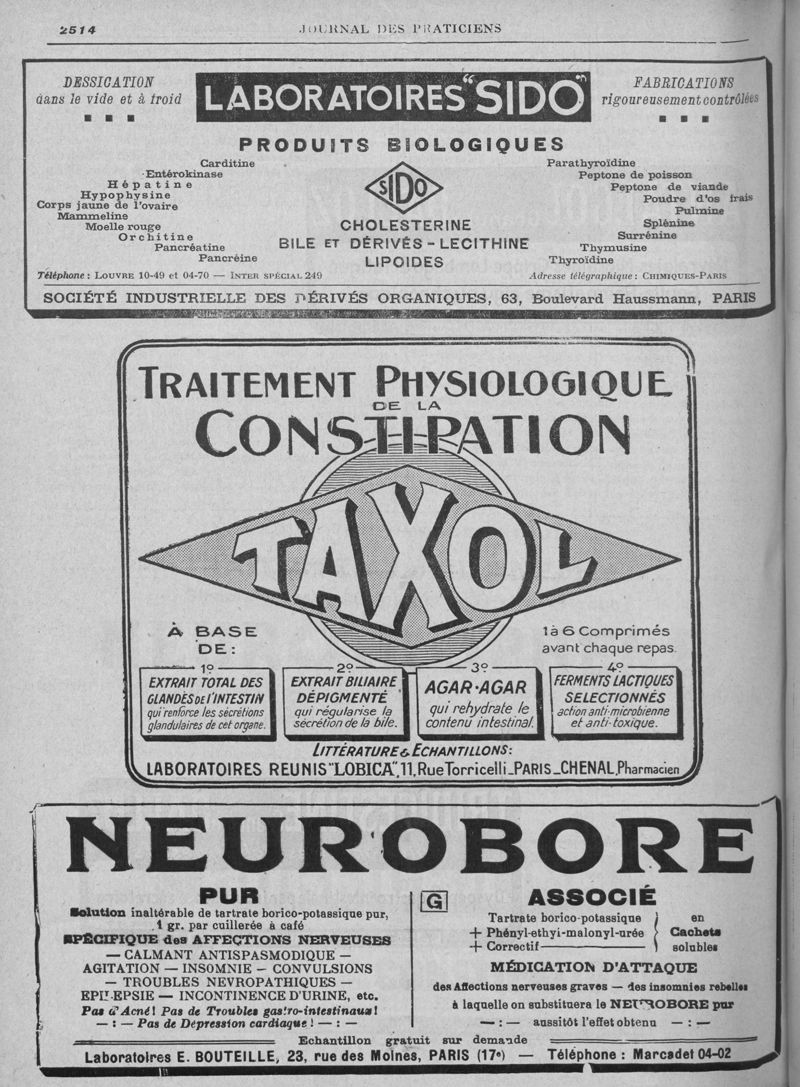 2514
JOURNAL DES PRATICIENS
DESSICATION
dans le vide et à froid
LABORATOIRES "SIDO"
FABRICATIONS
rigoureusement contrôlées
PRODUITS BIOLOGIQUES
Carditine
Entérokinase
Hépatine
Hypophysine
Corps jaune de l'ovaire
Mammeline
Moelle rouge
Orchitine
Pancréatine
Pancréine
SIDO
CHOLESTERINE
BILE ET DÉRIVÉS - LECITHINE
LIPOIDES
Parathyroïdine
Peptone de poisson
Peptone de viande
Poudre d'os frais
Pulmine
Splénine
Surrénine
Thymusine
Thyroïdine
Téléphone : LOUVRE 10-49 et 04-70 — INTER SPÉCIAL 249
Adresse télégraphique : CHIMIQUES-PARIS
SOCIÉTÉ INDUSTRIELLE DES DÉRIVÉS ORGANIQUES, 63, Boulevard Haussmann, PARIS
TRAITEMENT PHYSIOLOGIQUE
DE LA
CONSTIPATION
TAXOL
À BASE
DE:
1 à 6 Comprimés
avant chaque repas.
1º
EXTRAIT TOTAL DES
GLANDES DE L'INTESTIN
qui renforce les sécrétions
glandulaires de cet organe.
2º
EXTRAIT BILIAIRE
DÉPIGMENTÉ
qui régularise la
sécrétion de la bile.
3º
AGAR-AGAR
qui rehydrate le
contenu intestinal.
4º
FERMENTS LACTIQUES
SELECTIONNÉS
action anti-microbienne
et anti-toxique.
LITTÉRATURE & ECHANTILLONS:
LABORATOIRES REUNIS "LOBICA", 11, Rue Torricelli_PARIS_CHENAL, Pharmacien
NEUROBORE
PUR
Solution inaltérable de tartrate borico-potassique pur,
1 gr. par cuillerée à café
SPÉCIFIQUE des AFFECTIONS NERVEUSES
— CALMANT ANTISPASMODIQUE —
AGITATION — INSOMNIE — CONVULSIONS
— TROUBLES NEVROPATHIQUES —
EPILEPSIE — INCONTINENCE D'URINE, etc.
Pas d'Acné ! Pas de Troubles gastro-intestinaux !
— : — Pas de Dépression cardiaque ! — : —
G
ASSOCIÉ
Tartrate borico-potassique
+ Phényl-ethyi-malonyl-urée
+ Correctif
en
Cachets
solubles
MÉDICATION D'ATTAQUE
des Affections nerveuses graves — des insomnies rebelles
à laquelle on substituera le NEUROBORE pur
— : — aussitôt l'effet obtenu — : —
Echantillon gratuit sur demande
Laboratoires E. BOUTEILLE, 23, rue des Moines, PARIS (17e) — Téléphone : Marcadet 04-02